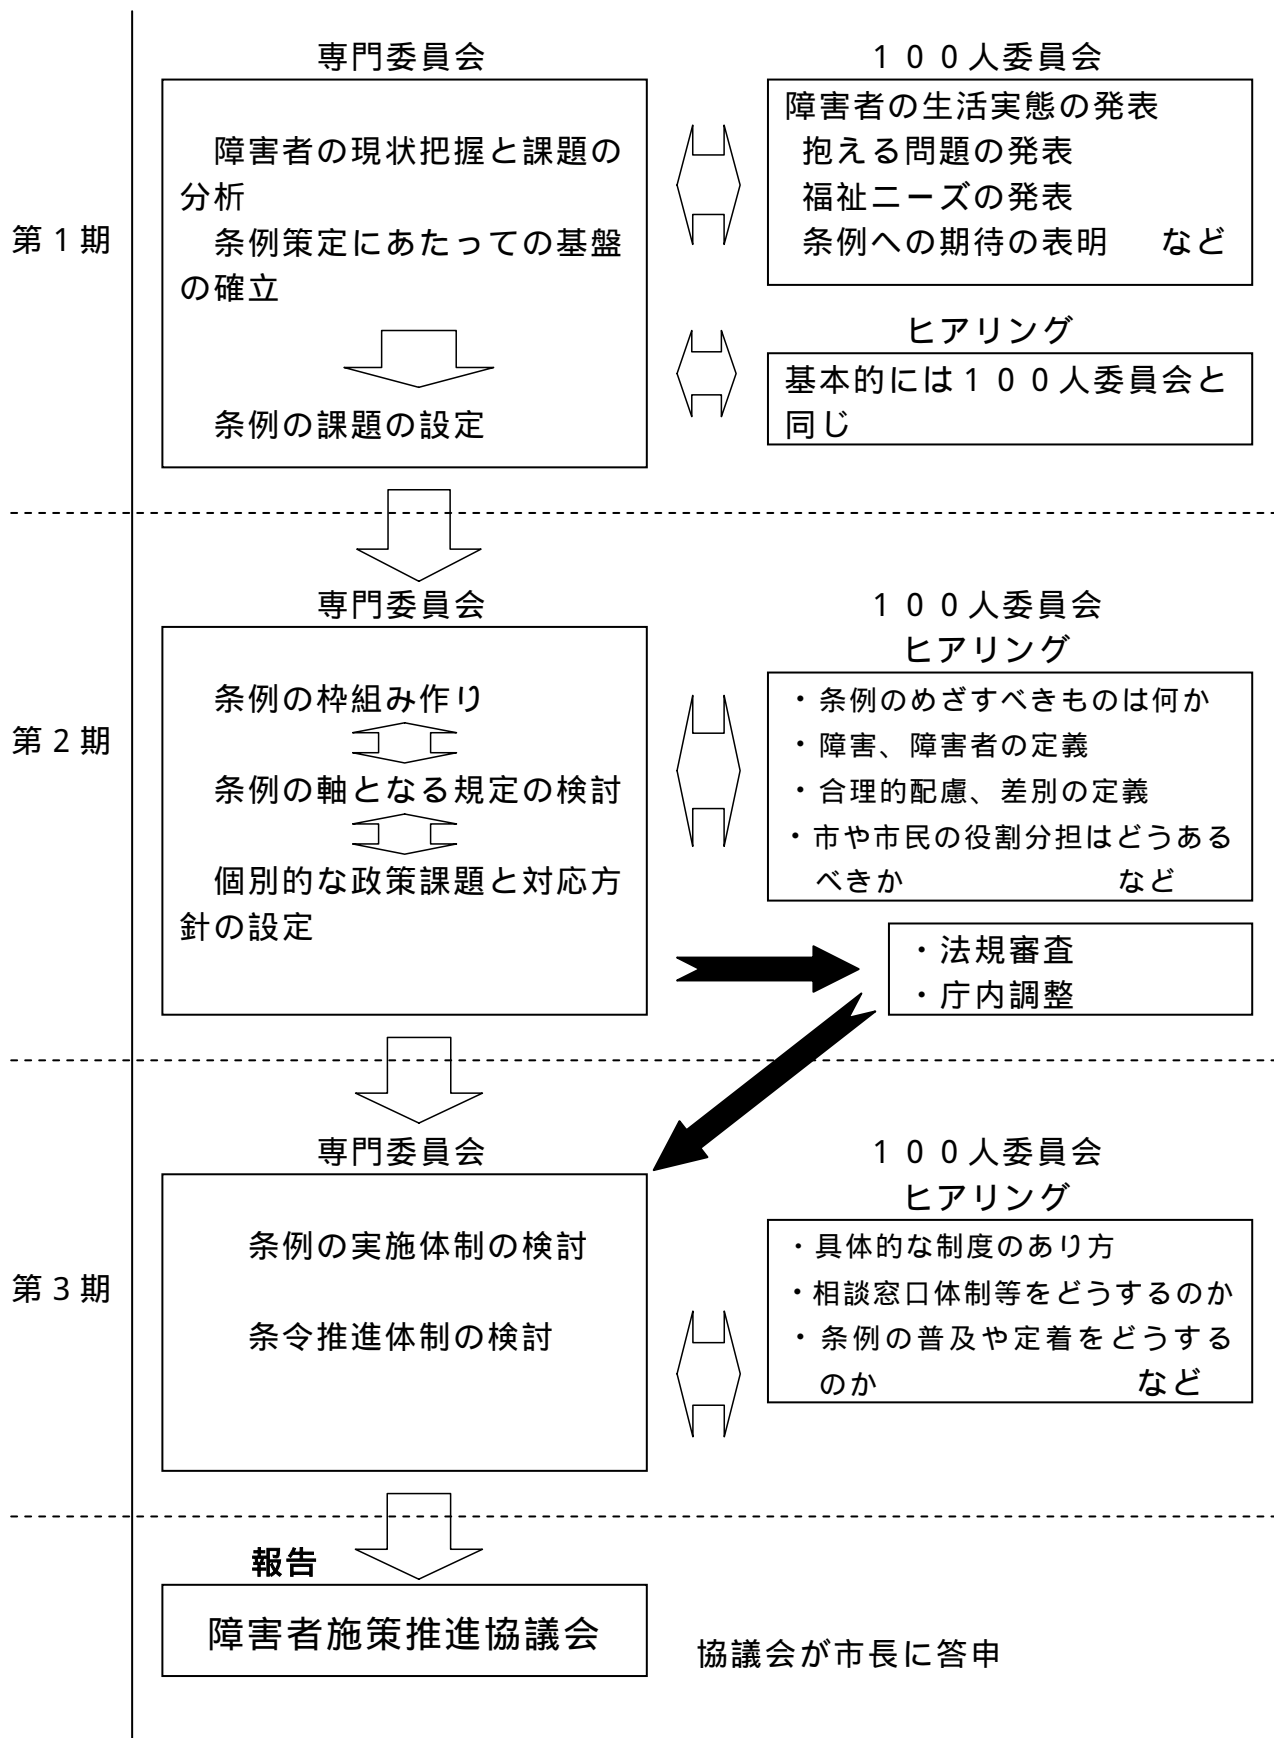 第１期
専門委員会
障害者の現状把握と課題の
分析
条例策定にあたっての基盤
の確立
条例の課題の設定
１００人委員会
障害者の生活実態の発表
抱える問題の発表
福祉ニーズの発表
条例への期待の表明　など
ヒアリング
基本的には１００人委員会と
同じ
第２期
専門委員会
条例の枠組み作り
条例の軸となる規定の検討
個別的な政策課題と対応方
針の設定
１００人委員会
ヒアリング
・条例のめざすべきものは何か
・障害、障害者の定義
・合理的配慮、差別の定義
・市や市民の役割分担はどうある
べきか　など
・法規審査
・庁内調整
第３期
専門委員会
条例の実施体制の検討
条令推進体制の検討
１００人委員会
ヒアリング
・具体的な制度のあり方
・相談窓口体制等をどうするのか
・条例の普及や定着をどうする
のか　など
報告
障害者施策推進協議会
協議会が市長に答申